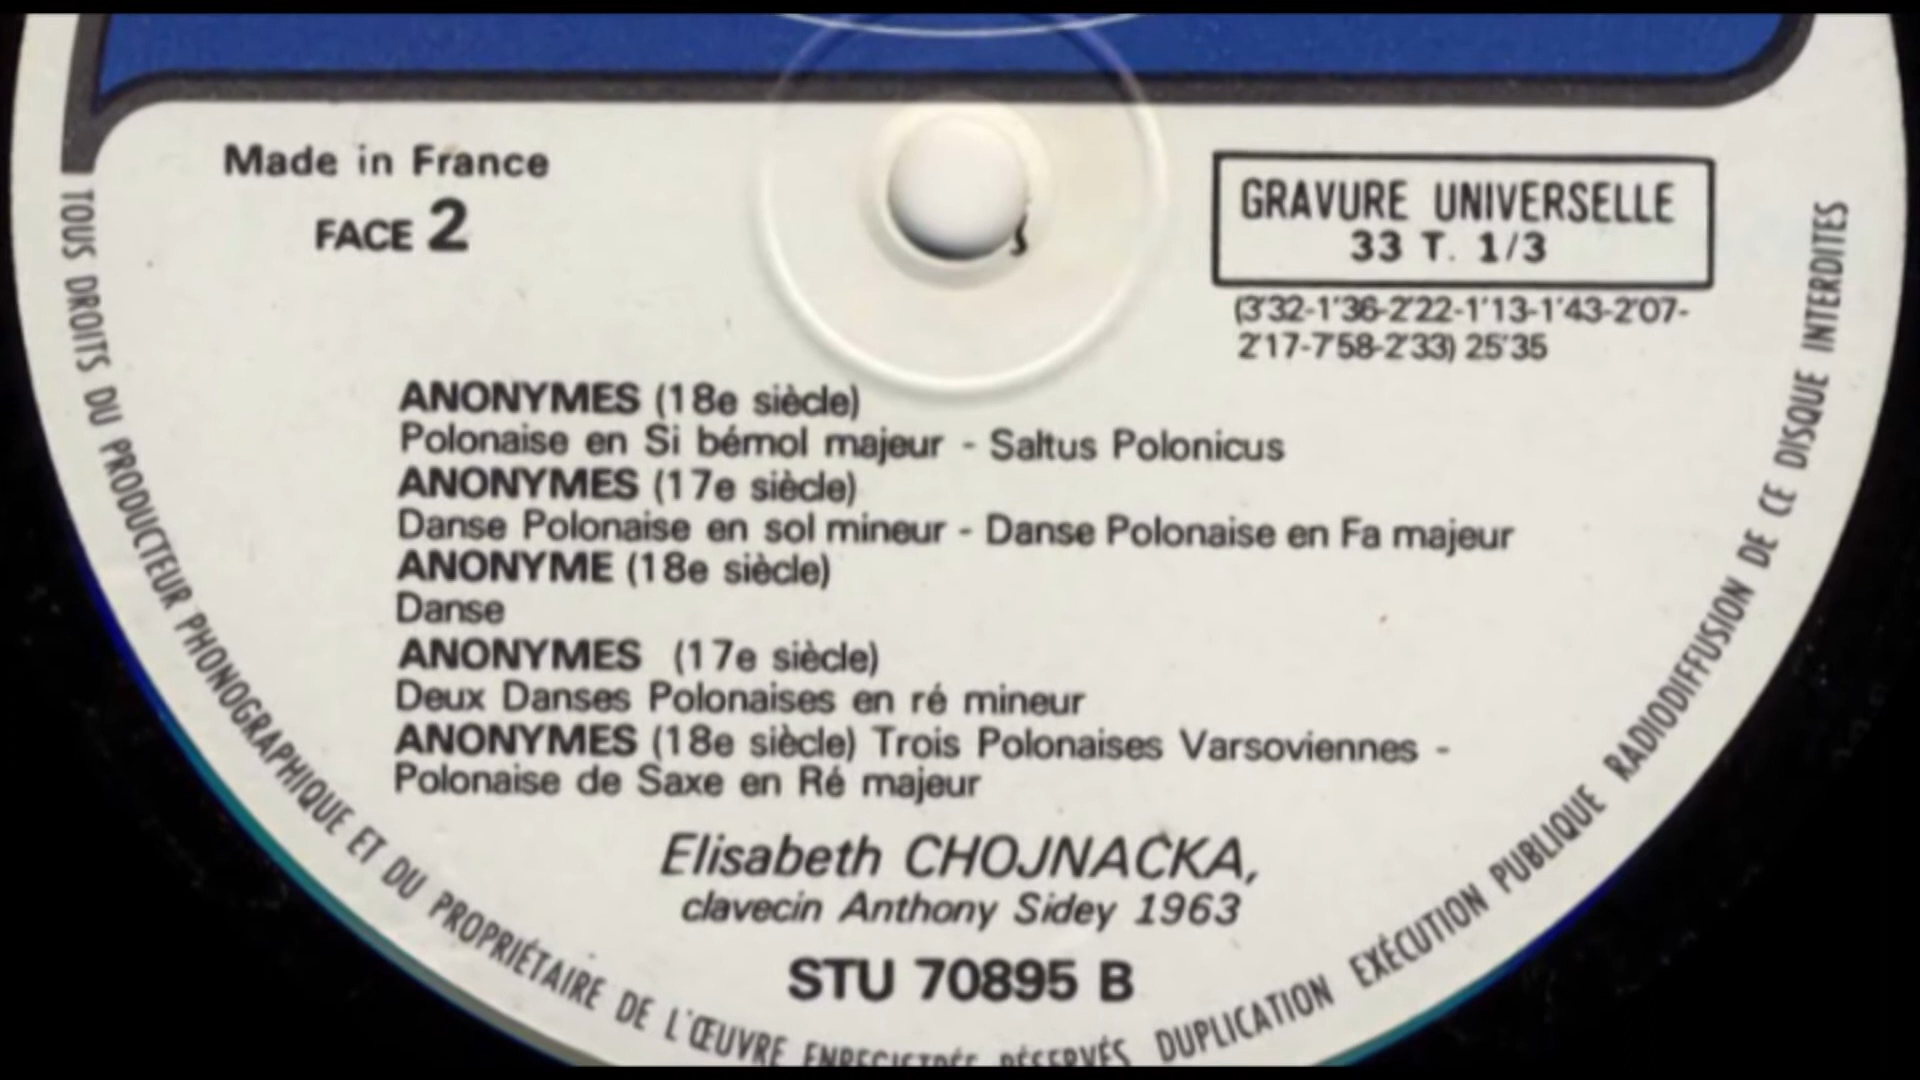 Made in France
FACE 2
GRAVURE UNIVERSELLE
33 T. 1/3
(3'32-1'36-2'22-1'13-1'43-2'07-
2'17-7'58-2'33) 25'35
ANONYMES (18e siècle)
Polonaise en Si bémol majeur - Saltus Polonicus
ANONYMES (17e siècle)
Danse Polonaise en sol mineur - Danse Polonaise en Fa majeur
ANONYME (18e siècle)
Danse
ANONYMES (17e siècle)
Deux Danses Polonaises en ré mineur
ANONYMES (18e siècle) Trois Polonaises Varsoviennes -
Polonaise de Saxe en Ré majeur
Elisabeth CHOJNACKA,
clavecin Anthony Sidey 1963
STU 70895 B
TOUS DROITS DU PRODUCTEUR PHONOGRAPHIQUE ET DU PROPRIÉTAIRE DE L'ŒUVRE ENREGISTRÉE RÉSERVÉS DUPLICATION EXÉCUTION PUBLIQUE RADIODIFFUSION DE CE DISQUE INTERDITES